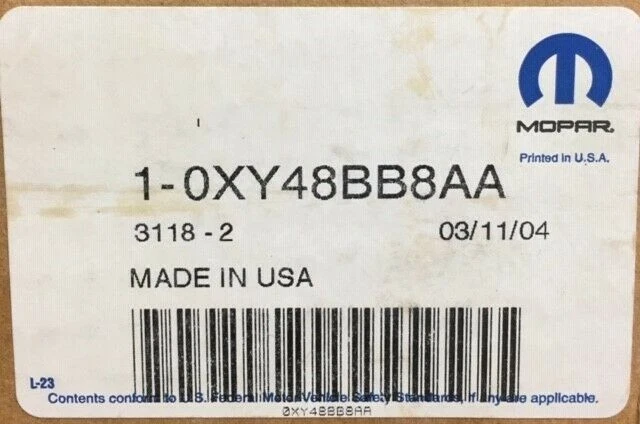 MOPAR®
Printed in U.S.A.
1-0XY48BB8AA
3118 - 2 03/11/04
MADE IN USA
L-23
Contents conform to U.S. Federal Motor Vehicle Safety Standards, if any are applicable.
0XY48BB8AA